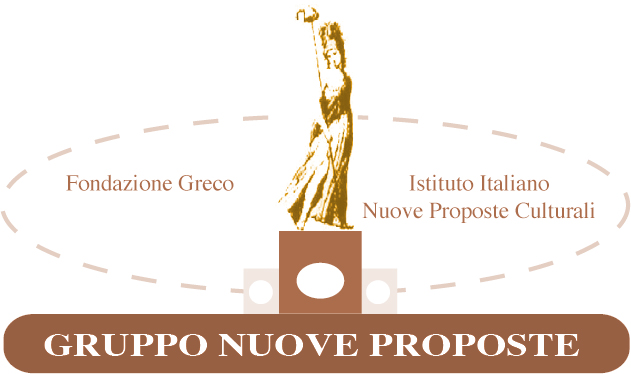 Fondazione Greco
Istituto Italiano
Nuove Proposte Culturali
GRUPPO NUOVE PROPOSTE